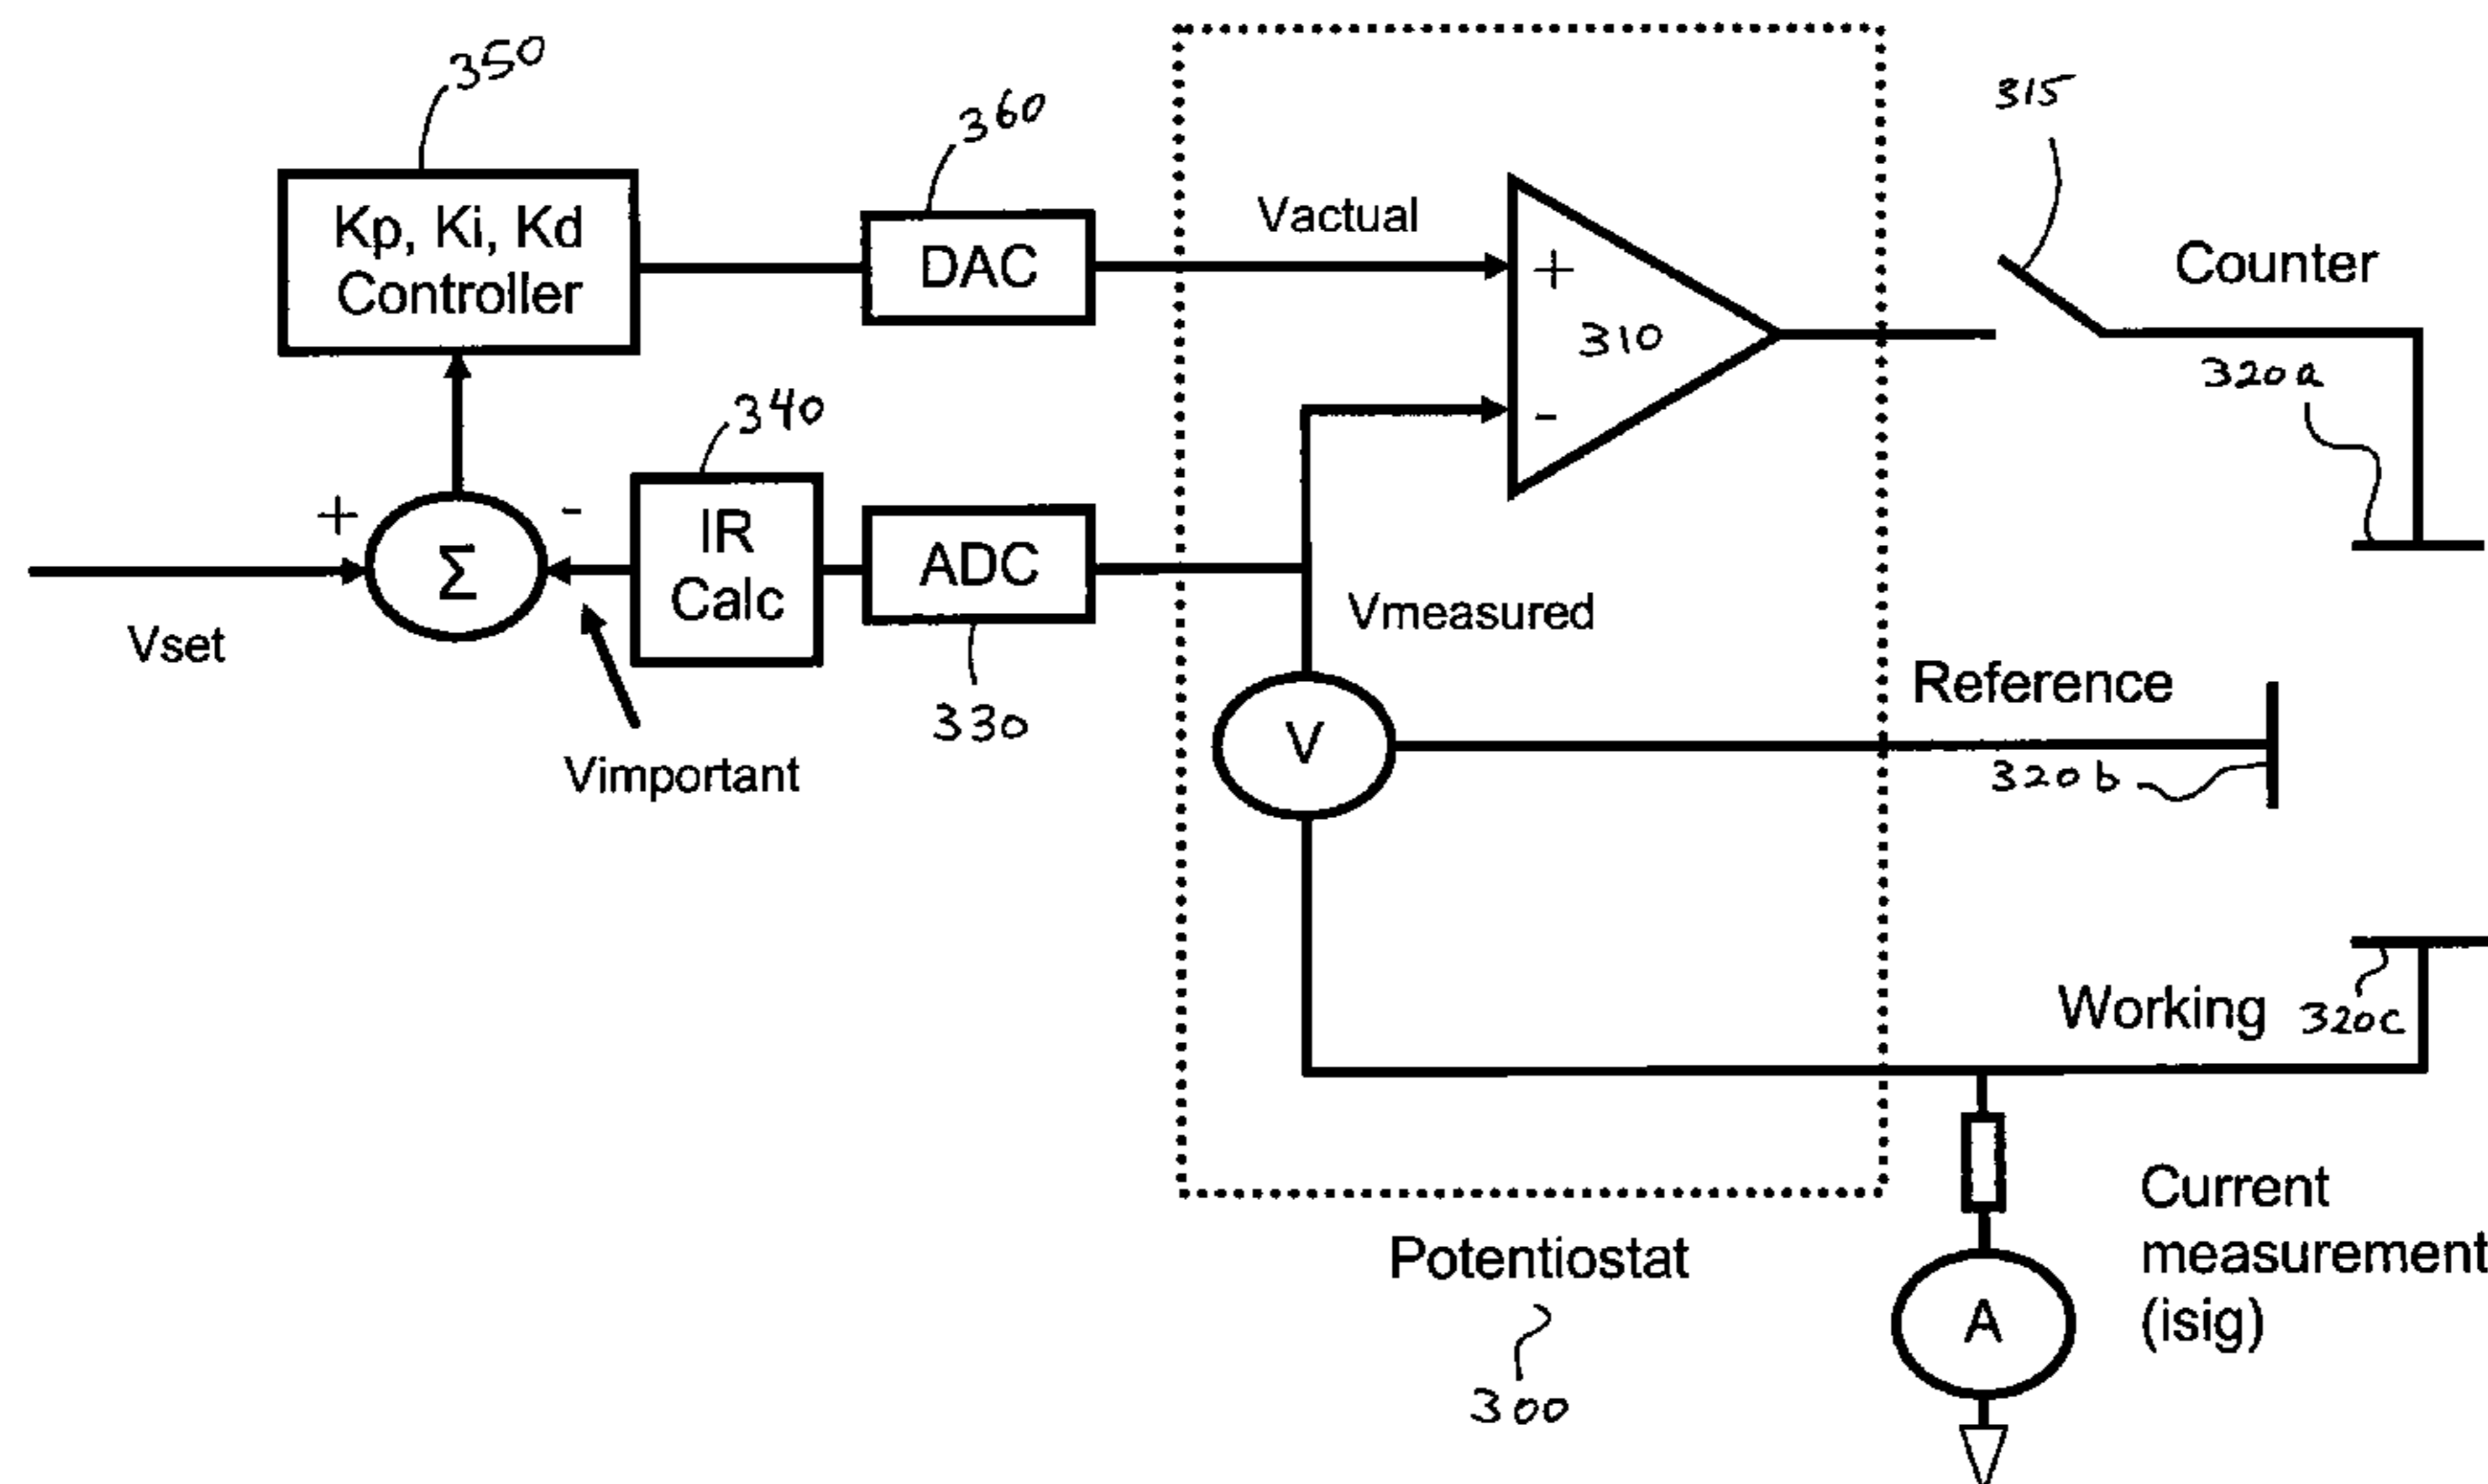 350
360
315
Kp, Ki, Kd
Controller
DAC
Vactual
+
310
Counter
320a
340
-
+
-
Σ
IR
Calc
ADC
Vset
Vmeasured
330
Vimportant
V
Reference
320b
Working
320c
Current
measurement
(isig)
A
Potentiostat
300